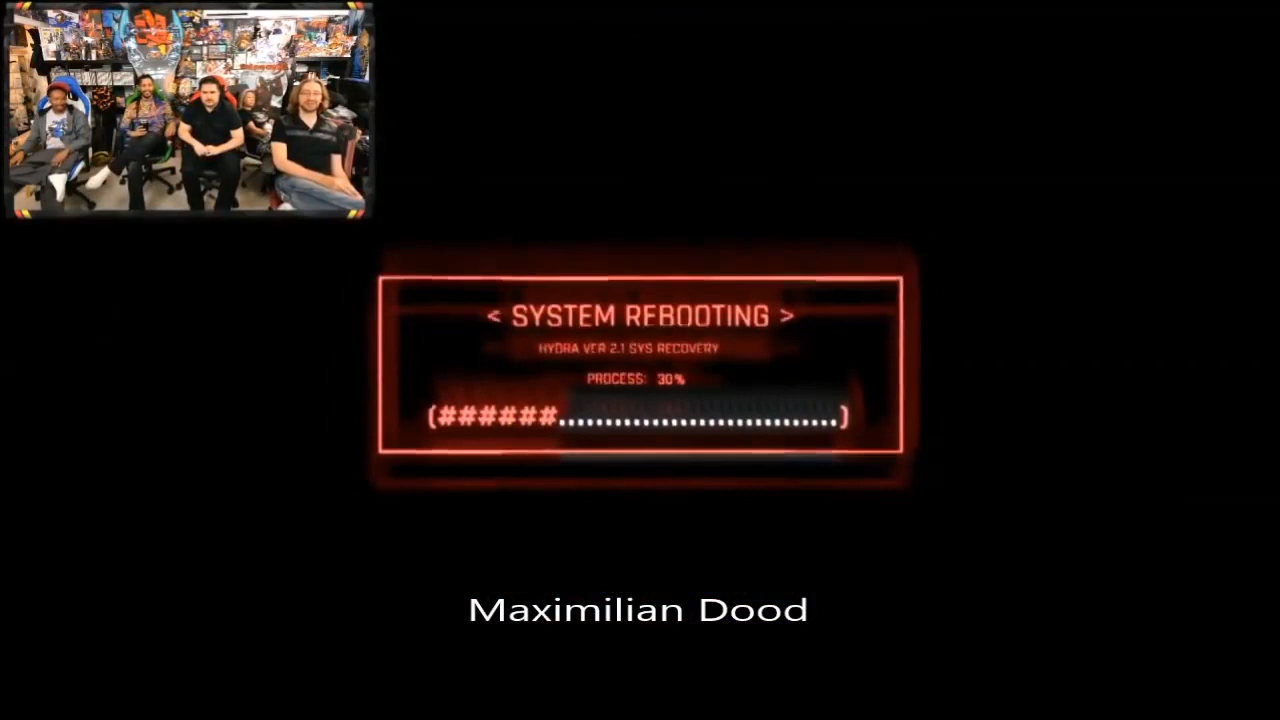 < SYSTEM REBOOTING >
HYDRA VER 2.1 SYS RECOVERY
PROCESS: 30%
(######............................)
Maximilian Dood